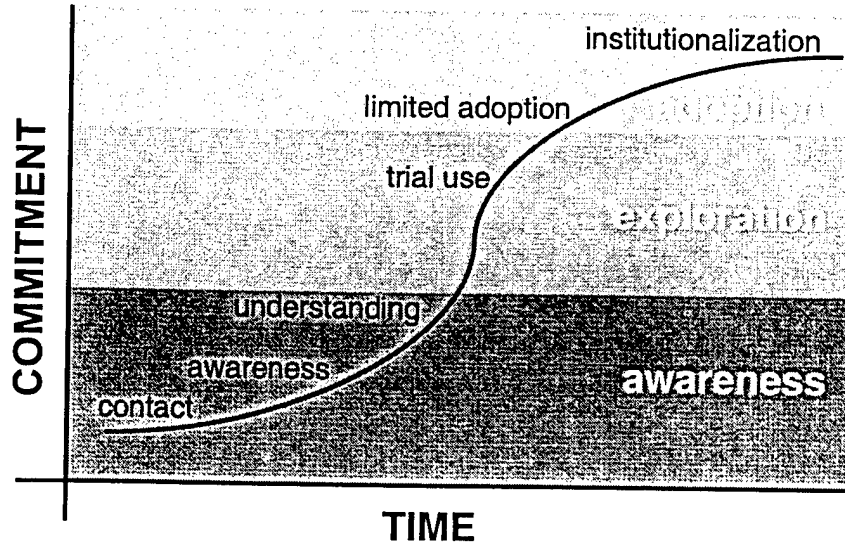 institutionalization
limited adoption
adoption
trial use
exploration
understanding
awareness
awareness
contact
COMMITMENT
TIME